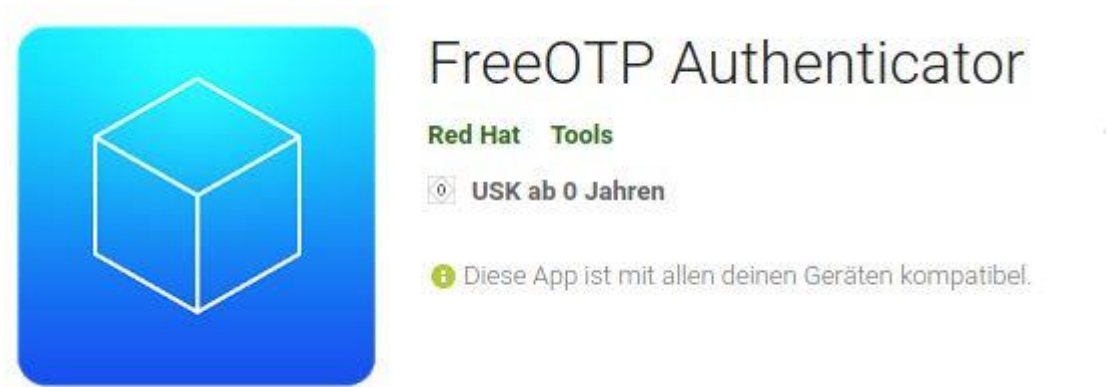 FreeOTP Authenticator
Red Hat Tools
0 USK ab 0 Jahren
Diese App ist mit allen deinen Geräten kompatibel.